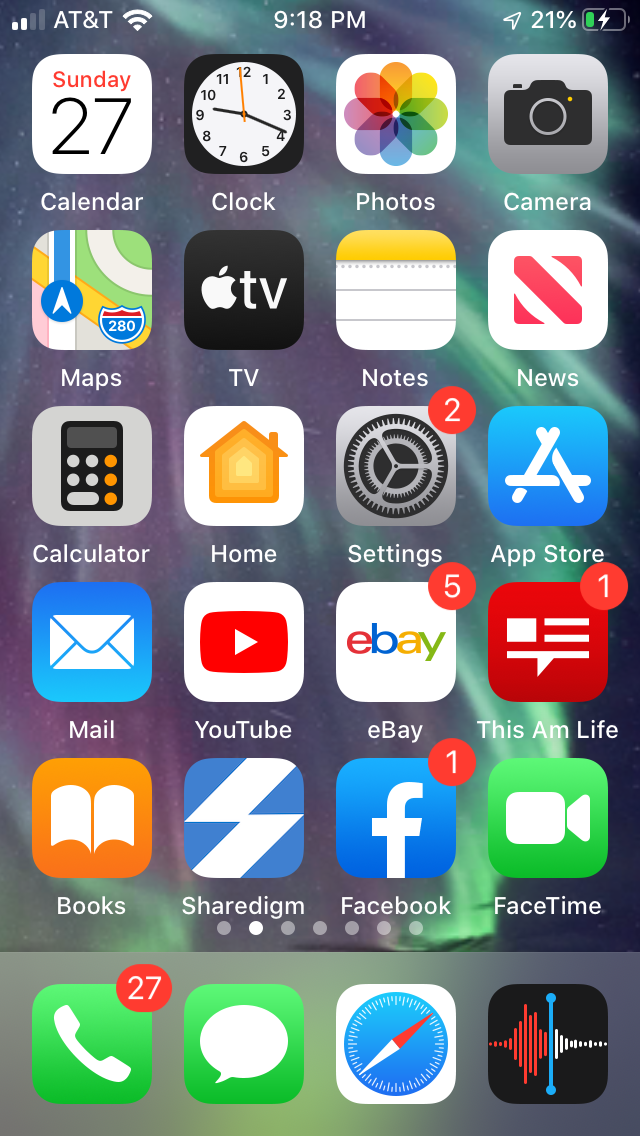 AT&T 9:18 PM 21%
Sunday
27
12
11 1
10 2
9 3
8 4
7 5
6
tv
Calendar Clock Photos Camera
280
Maps TV Notes News
2
Calculator Home Settings App Store
5 1
ebay
Mail YouTube eBay This Am Life
1
Books Sharedigm Facebook FaceTime
27